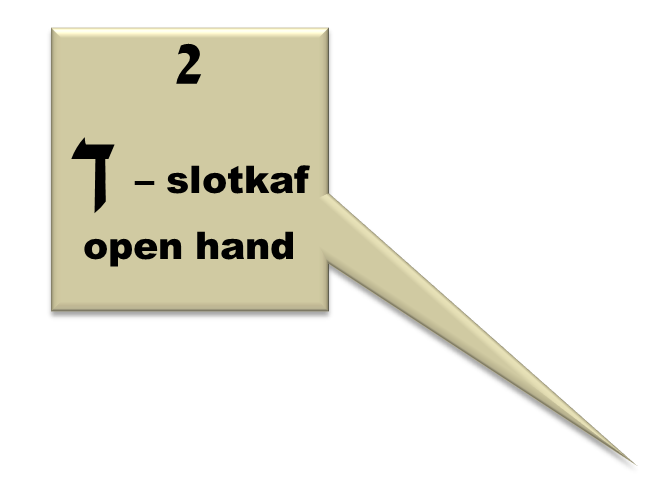 2
ך – slotkaf
open hand